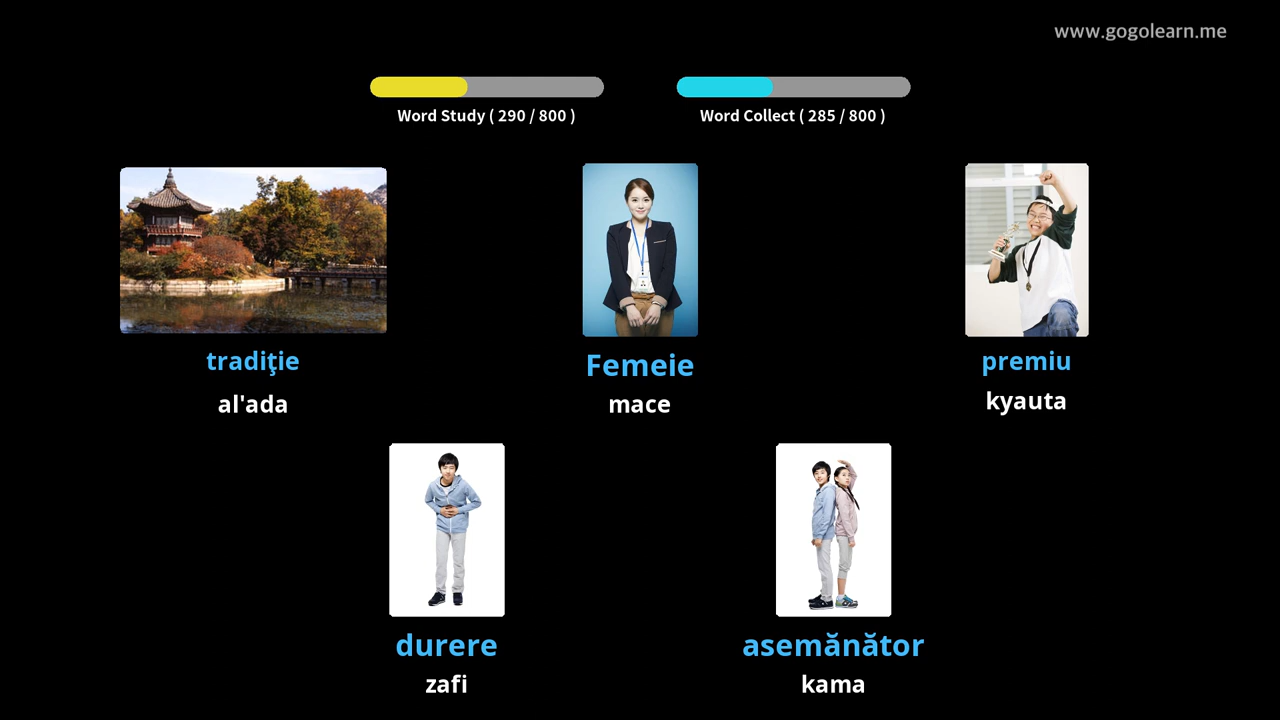 www.gogolearn.me
Word Study ( 290 / 800 )
Word Collect ( 285 / 800 )
tradiţie
Femeie
premiu
al'ada
mace
kyauta
durere
asemănător
zafi
kama